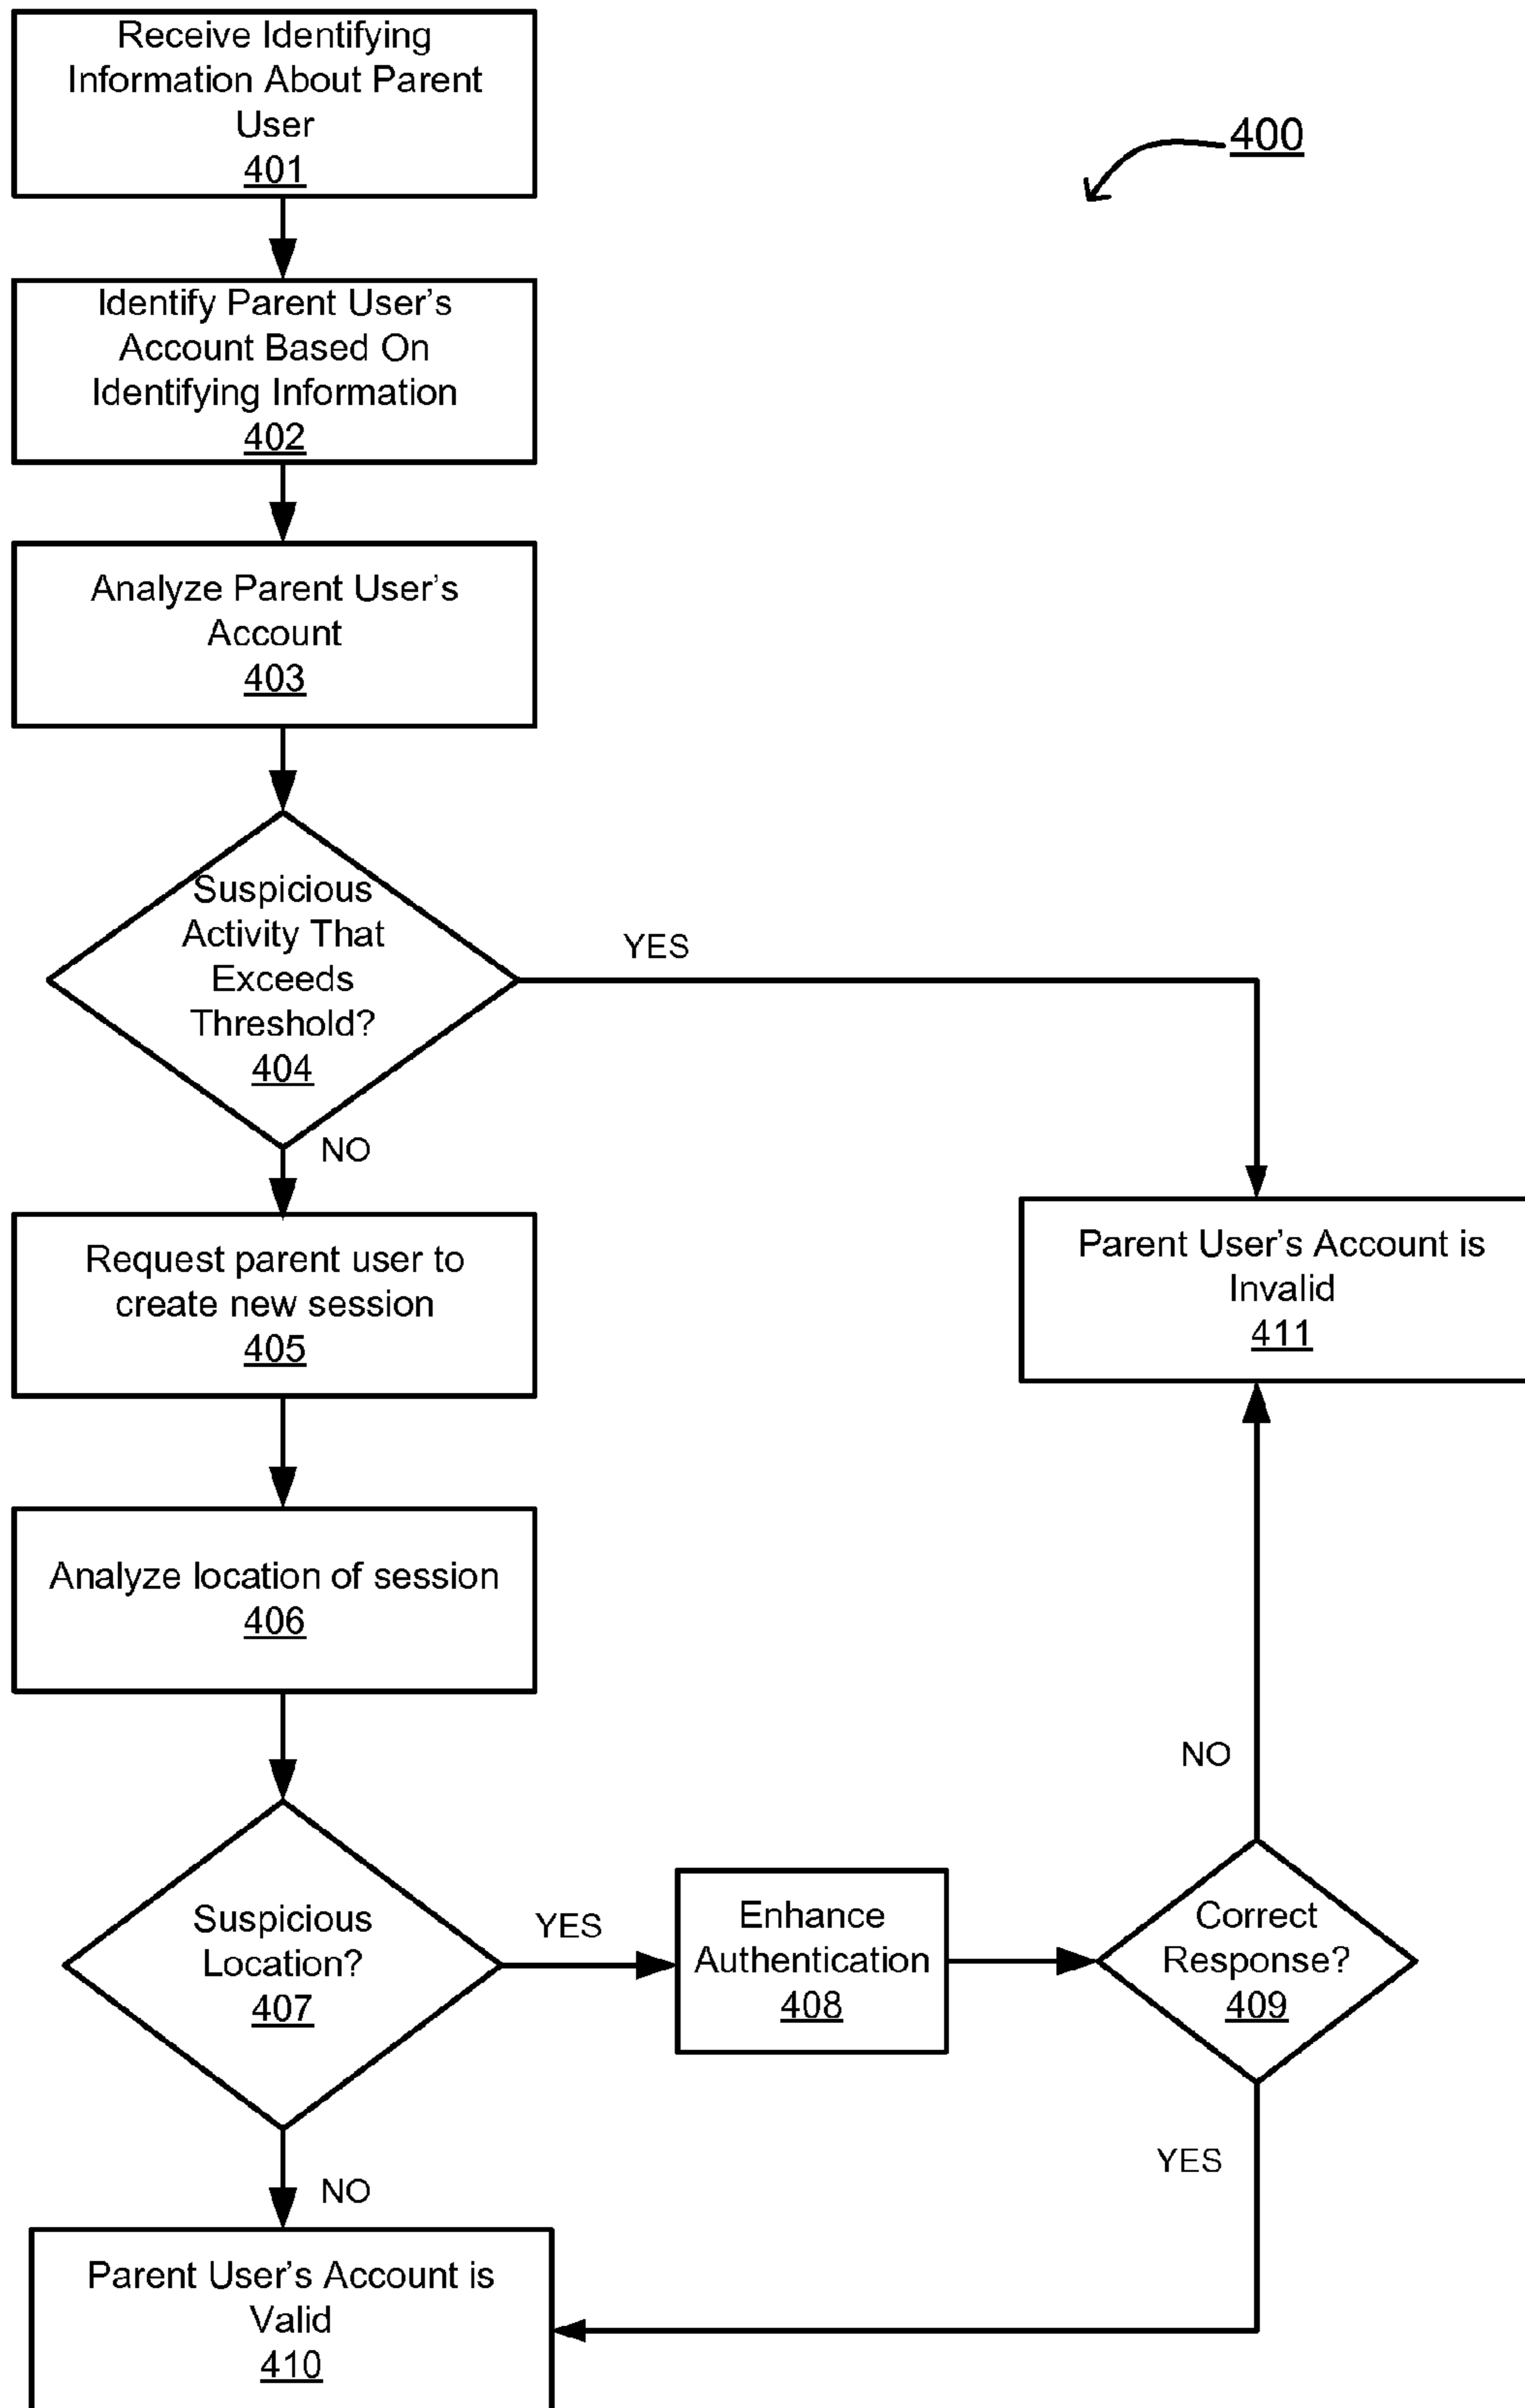 Receive Identifying
Information About Parent
User
401
400
Identify Parent User's
Account Based On
Identifying Information
402
Analyze Parent User's
Account
403
Suspicious
Activity That
Exceeds
Threshold?
404
YES
NO
Request parent user to
create new session
405
Parent User's Account is
Invalid
411
Analyze location of session
406
NO
Suspicious
Location?
407
YES
Enhance
Authentication
408
Correct
Response?
409
YES
NO
Parent User's Account is
Valid
410